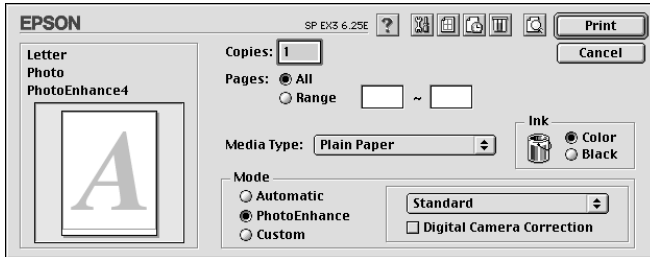 EPSON
SP EX3 6.25E
?
Print
Cancel
Letter
Photo
PhotoEnhance4
A
Copies: 1
Pages: All
Range ~
Media Type: Plain Paper
Ink
Color
Black
Mode
Automatic
PhotoEnhance
Custom
Standard
Digital Camera Correction